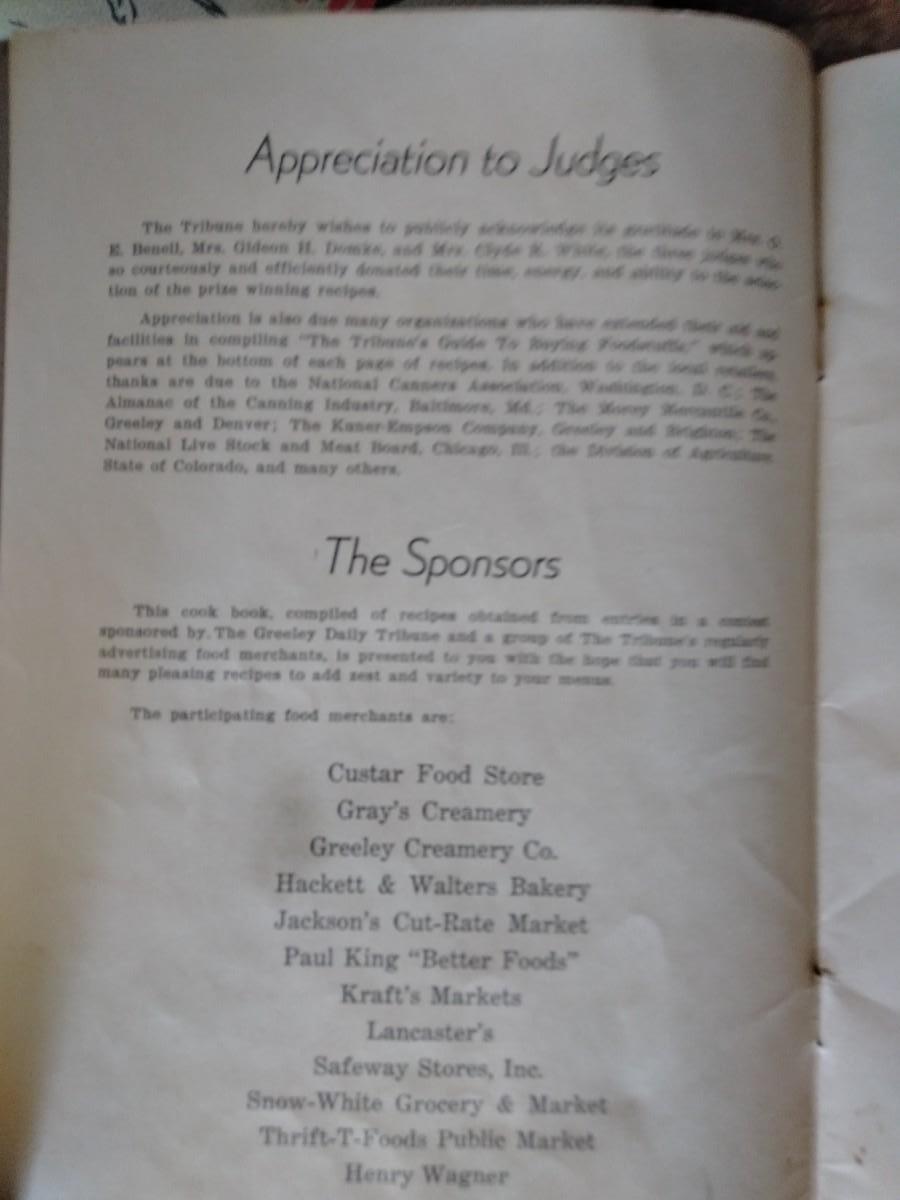 Appreciation to Judges
The Tribune hereby wishes to publicly acknowledge its gratitude to Mrs.
E. Benell, Mrs. Gideon H. Domke, and Mrs. Clyde White, the three judges who
so courteously and efficiently donated their time, energy, and ability to the
tion of the prize winning recipes.
Appreciation is also due many organizations who have extended their aid and
facilities in compiling "The Tribune's Guide To Buying Foodstuffs," which ap-
pears at the bottom of each page of recipes. In addition to the local
thanks are due to the National Canners Association, Washington, D. C.; The
Almanac of the Canning Industry, Baltimore, Md.; The Mercantile Co.,
Greeley and Denver; The Kuner-Empson Company, Greeley and Brighton; The
National Live Stock and Meat Board, Chicago, Ill.; the Division of Agriculture,
State of Colorado, and many others.
The Sponsors
This cook book, compiled of recipes obtained from entries in a contest
sponsored by The Greeley Daily Tribune and a group of The Tribune's regularly
advertising food merchants, is presented to you with the hope that you will find
many pleasing recipes to add zest and variety to your menus.
The participating food merchants are:
Custar Food Store
Gray's Creamery
Greeley Creamery Co.
Hackett & Walters Bakery
Jackson's Cut-Rate Market
Paul King "Better Foods"
Kraft's Markets
Lancaster's
Safeway Stores, Inc.
Snow-White Grocery & Market
Thrift-T-Foods Public Market
Henry Wagner